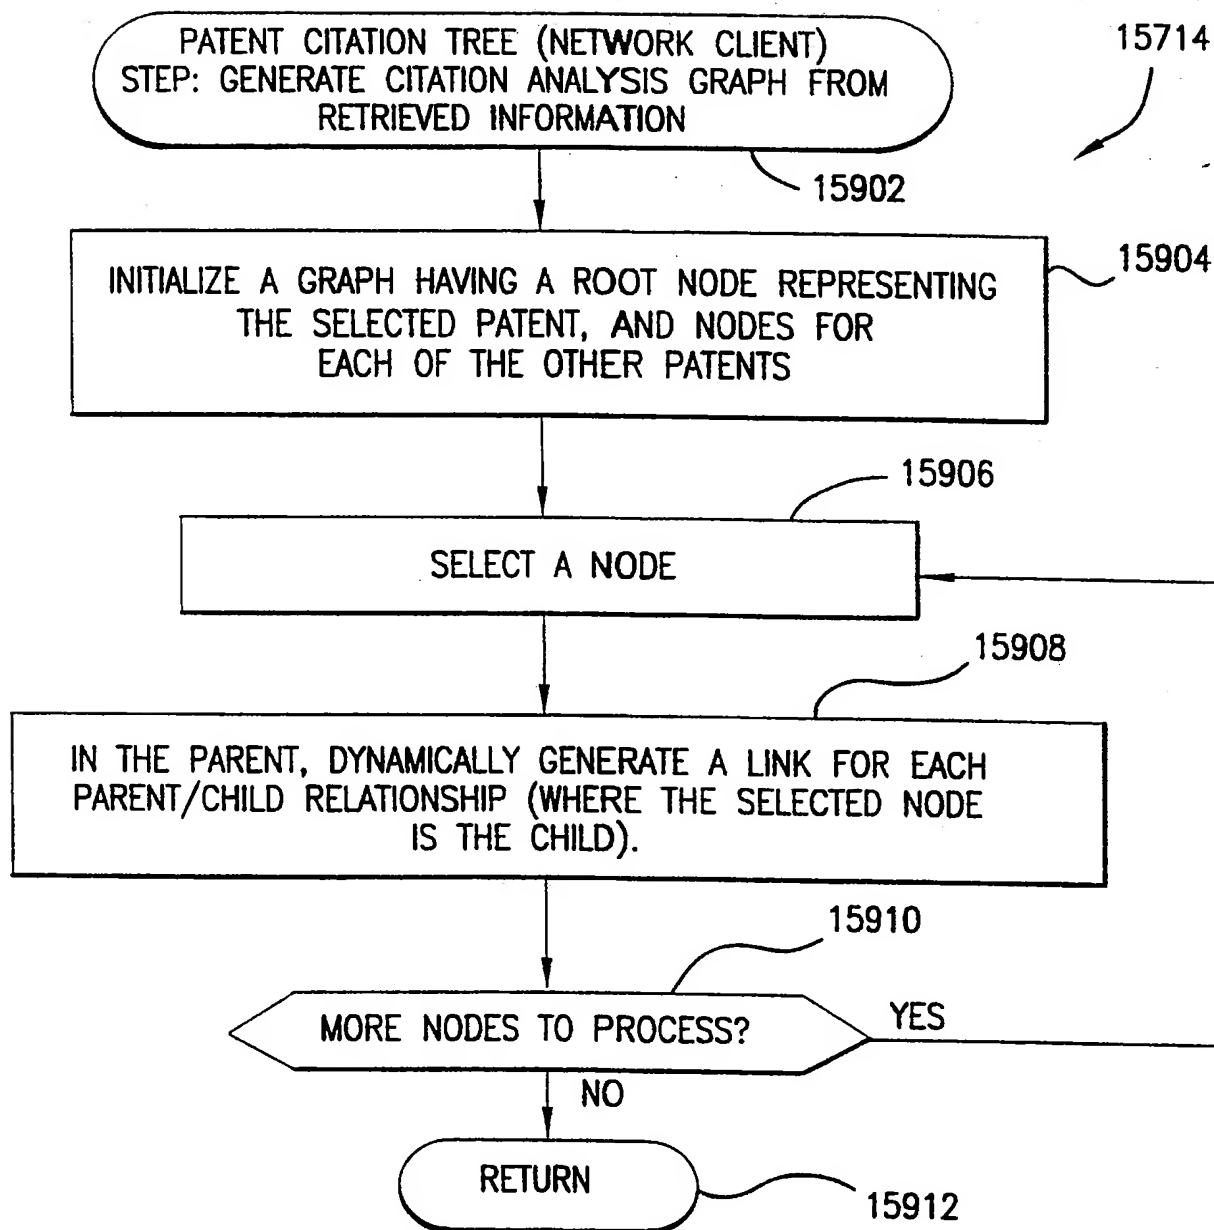 PATENT CITATION TREE (NETWORK CLIENT)
STEP: GENERATE CITATION ANALYSIS GRAPH FROM
RETRIEVED INFORMATION
15714
15902
INITIALIZE A GRAPH HAVING A ROOT NODE REPRESENTING
THE SELECTED PATENT, AND NODES FOR
EACH OF THE OTHER PATENTS
15904
15906
SELECT A NODE
15908
IN THE PARENT, DYNAMICALLY GENERATE A LINK FOR EACH
PARENT/CHILD RELATIONSHIP (WHERE THE SELECTED NODE
IS THE CHILD).
15910
MORE NODES TO PROCESS?
YES
NO
RETURN
15912